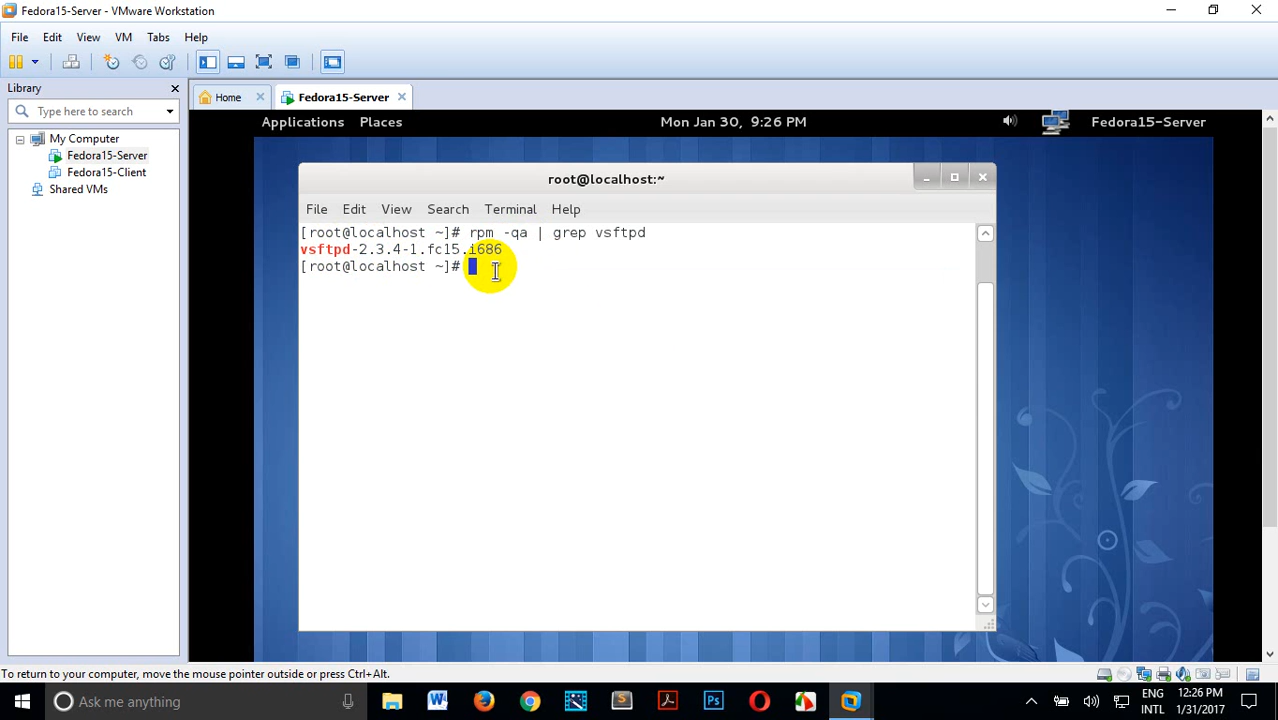 Fedora15-Server - VMware Workstation
File Edit View VM Tabs Help
Library
Home
Fedora15-Server
Type here to search
My Computer
Fedora15-Server
Fedora15-Client
Shared VMs
Applications Places Mon Jan 30, 9:26 PM Fedora15-Server
root@localhost:~
File Edit View Search Terminal Help
[root@localhost ~]# rpm -qa | grep vsftpd
vsftpd-2.3.4-1.fc15.i686
[root@localhost ~]#
To return to your computer, move the mouse pointer outside or press Ctrl+Alt.
Ask me anything
ENG
INTL
12:26 PM
1/31/2017